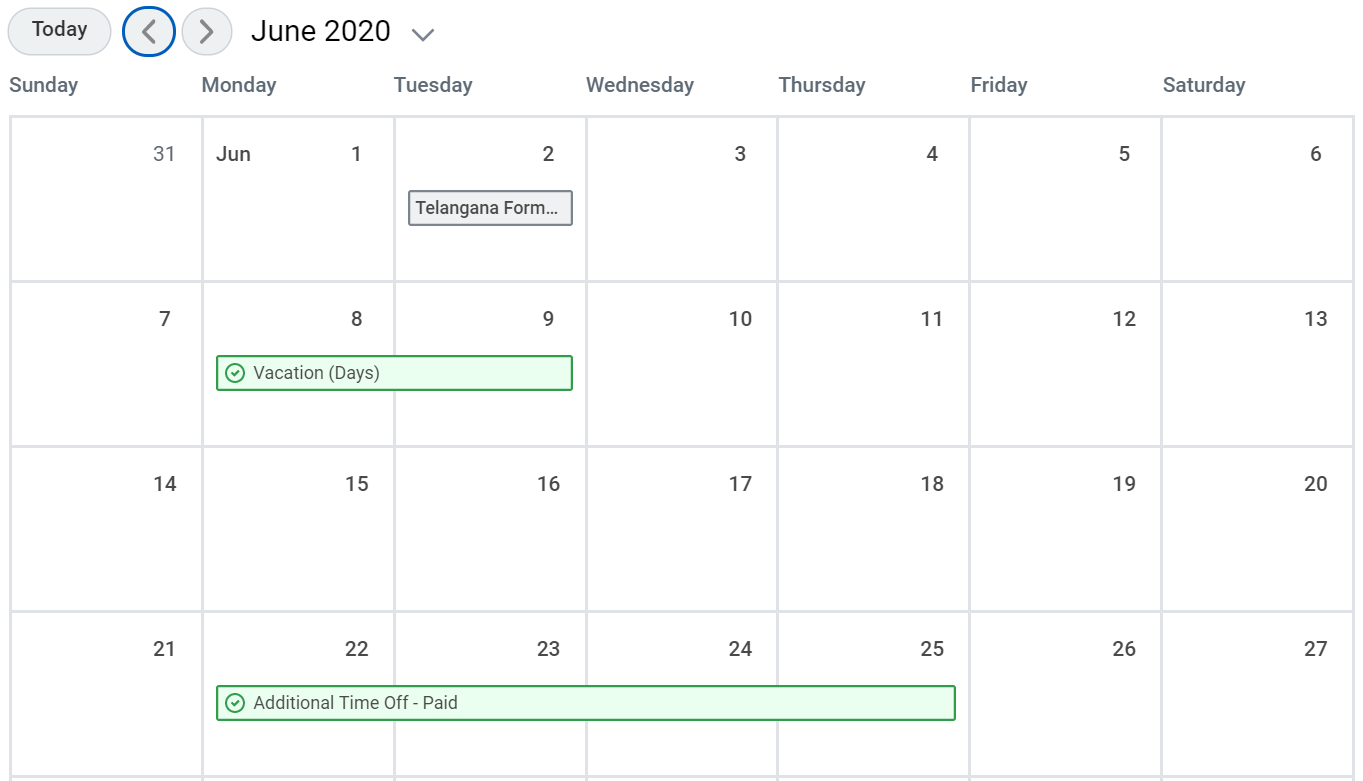 Today June 2020
Sunday Monday Tuesday Wednesday Thursday Friday Saturday
31 Jun 1 2 3 4 5 6
Telangana Form...
7 8 9 10 11 12 13
Vacation (Days)
14 15 16 17 18 19 20
21 22 23 24 25 26 27
Additional Time Off - Paid